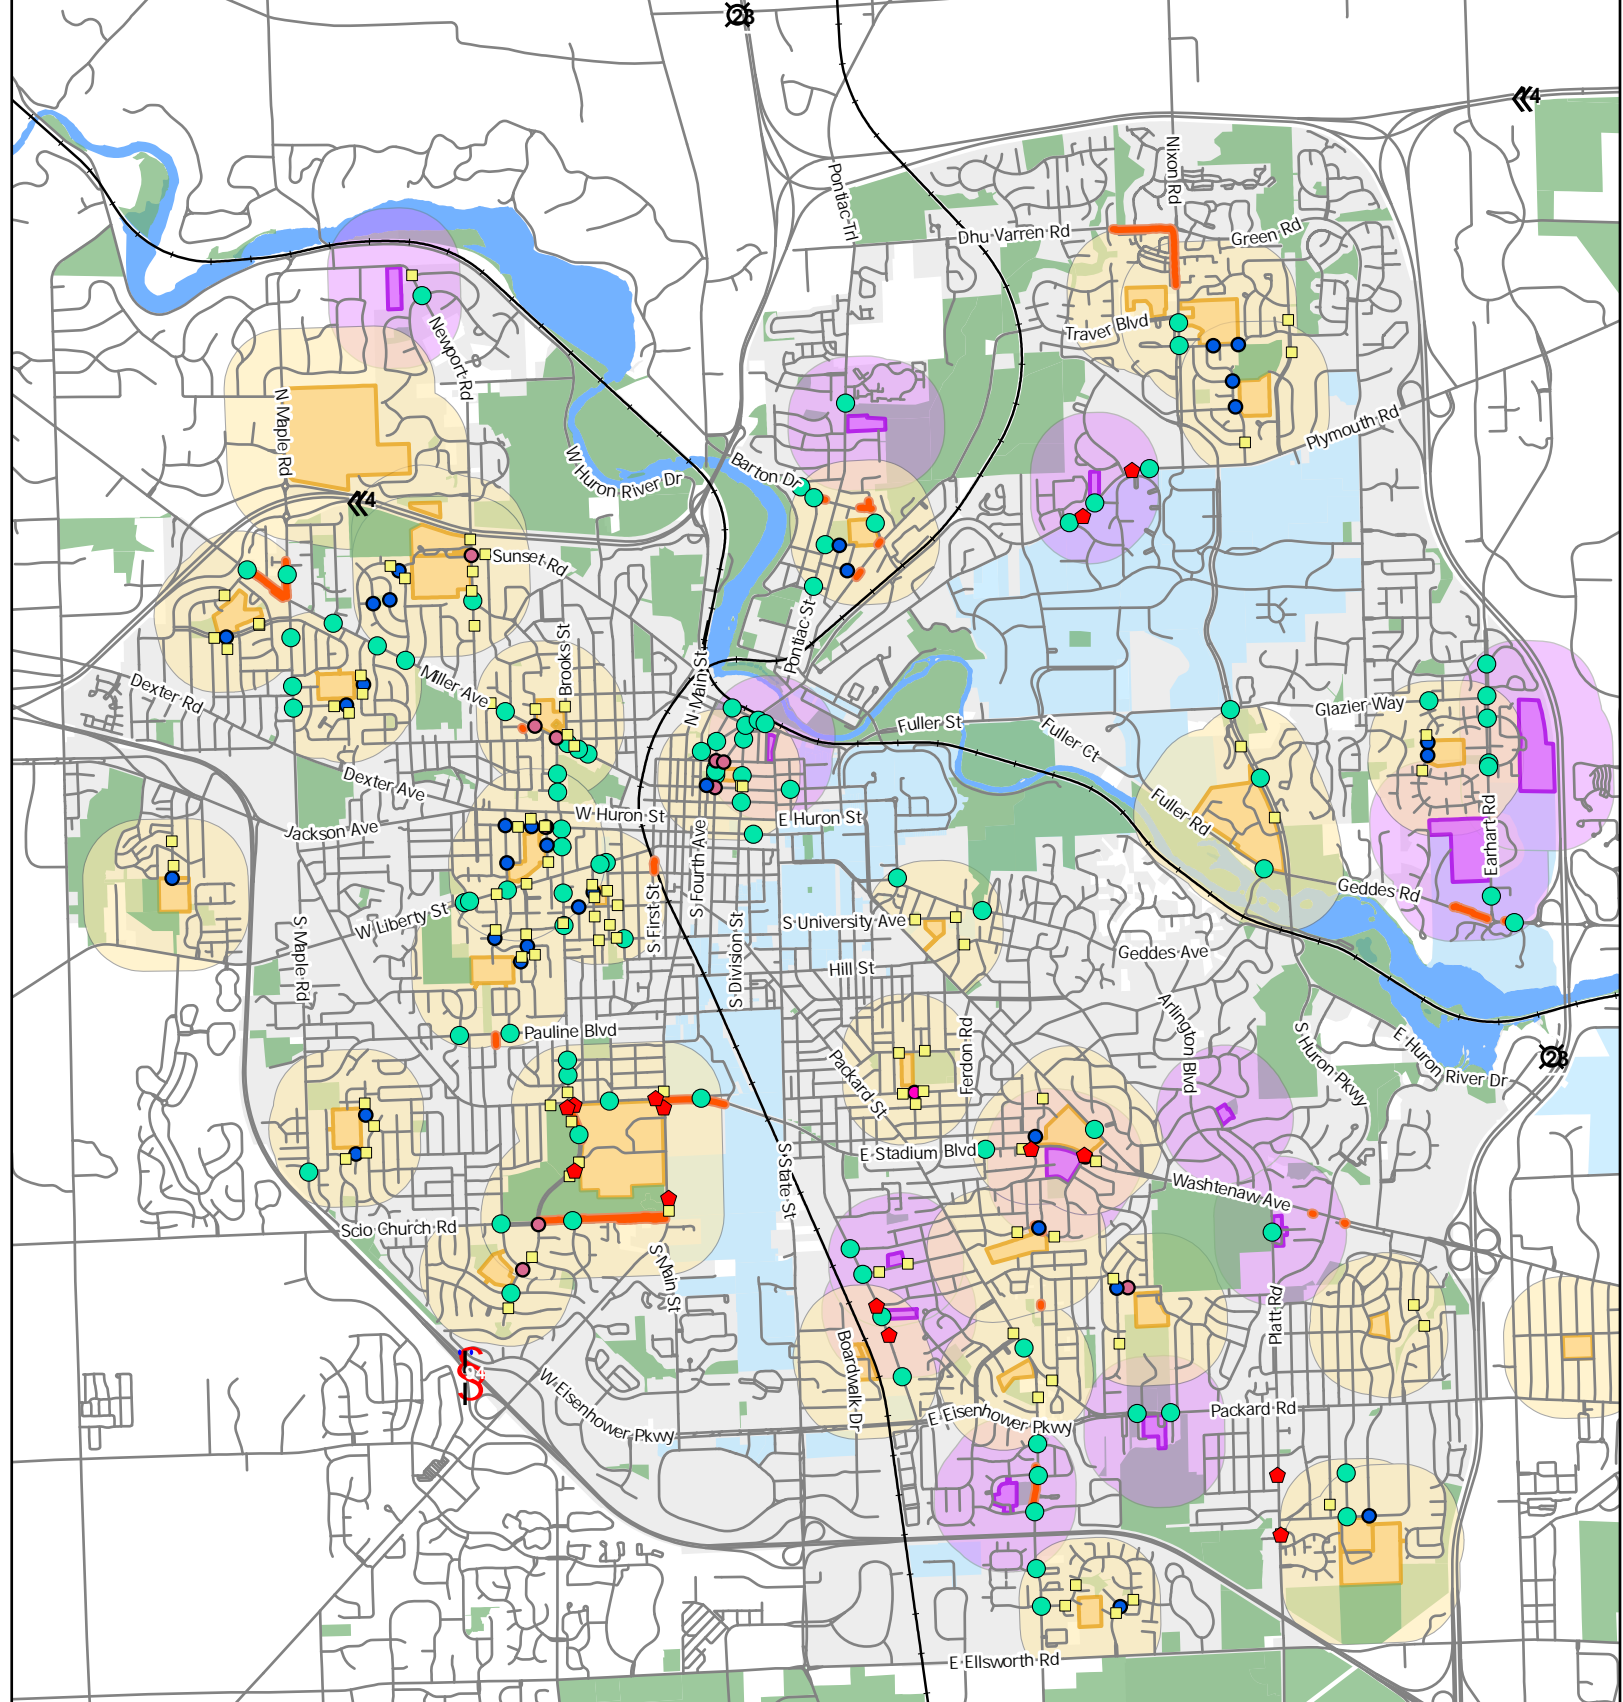 23
14
Nixon Rd
Pontiac Trl
Dhu Varren Rd
Green Rd
Traver Blvd
Newport Rd
N Maple Rd
Plymouth Rd
Barton Dr
W Huron River Dr
14
Sunset Rd
Pontiac St
Brooks St
N Main St
Miller Ave
Dexter Rd
Glazier Way
Fuller St
Fuller Ct
Dexter Ave
Fuller Rd
W Huron St
E Huron St
Jackson Ave
Earhart Rd
S Fourth Ave
Geddes Rd
S First St
W Liberty St
S University Ave
S Division St
S Maple Rd
Geddes Ave
Hill St
Arlington Blvd
Pauline Blvd
Ferdon Rd
S Huron Pkwy
E Huron River Dr
23
Packard St
E Stadium Blvd
S State St
Washtenaw Ave
Scio Church Rd
S Main St
Platt Rd
Boardwalk Dr
W Eisenhower Pkwy
E Eisenhower Pkwy
Packard Rd
E Ellsworth Rd